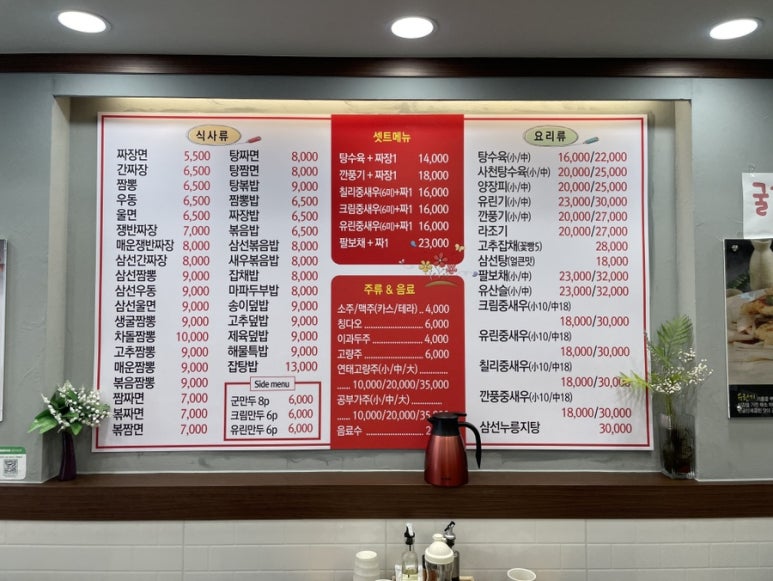 식사류
짜장면 5,500
간짜장 6,500
짬뽕 6,500
우동 6,500
울면 6,500
쟁반짜장 7,000
매운쟁반짜장 8,000
삼선간짜장 8,000
삼선짬뽕 9,000
삼선우동 9,000
삼선울면 9,000
생굴짬뽕 9,000
차돌짬뽕 10,000
고추짬뽕 9,000
매운짬뽕 9,000
볶음짬뽕 9,000
짬짜면 7,000
볶짜면 7,000
볶짬면 7,000
탕짜면 8,000
탕짬면 8,000
탕볶밥 9,000
짬뽕밥
짜장밥 6,500
볶음밥 6,500
삼선볶음밥 8,000
새우볶음밥 8,000
잡채밥 8,000
마파두부밥 8,000
송이덮밥 9,000
고추덮밥 9,000
제육덮밥 9,000
해물특밥 9,000
잡탕밥 13,000
Side menu
군만두 8p 6,000
크림만두 6p 6,000
유린만두 6p 6,000
셋트메뉴
탕수육 + 짜장1 14,000
깐풍기 + 짜장1 18,000
칠리중새우(6미)+짜1 16,000
크림중새우(6미)+짜1 16,000
유린중새우(6미)+짜1 16,000
팔보채 + 짜1 23,000
주류 & 음료
소주/맥주(카스/테라) .. 4,000
칭다오 ................ 6,000
이과두주 ............. 4,000
고량주 ................ 6,000
연태고량주(소/중/대)
...... 10,000/20,000/35,000
공부가주(小/中/大)
...... 10,000/20,000/35,000
음료수
요리류
탕수육(小/中) 16,000/22,000
사천탕수육(小/中) 20,000/25,000
양장피(小/中) 20,000/25,000
유린기(小/中) 23,000/30,000
깐풍기(小/中) 20,000/27,000
라조기 20,000/27,000
고추잡채(꽃빵5) 28,000
삼선탕(얼큰맛) 18,000
팔보채(小/中) 23,000/32,000
유산슬(小/中) 23,000/32,000
크림중새우(小10/中18)
18,000/30,000
유린중새우(小10/中18)
18,000/30,000
칠리중새우(小10/中18)
18,000/30,000
깐풍중새우(小10/中18)
18,000/30,000
삼선누룽지탕 30,000
굴